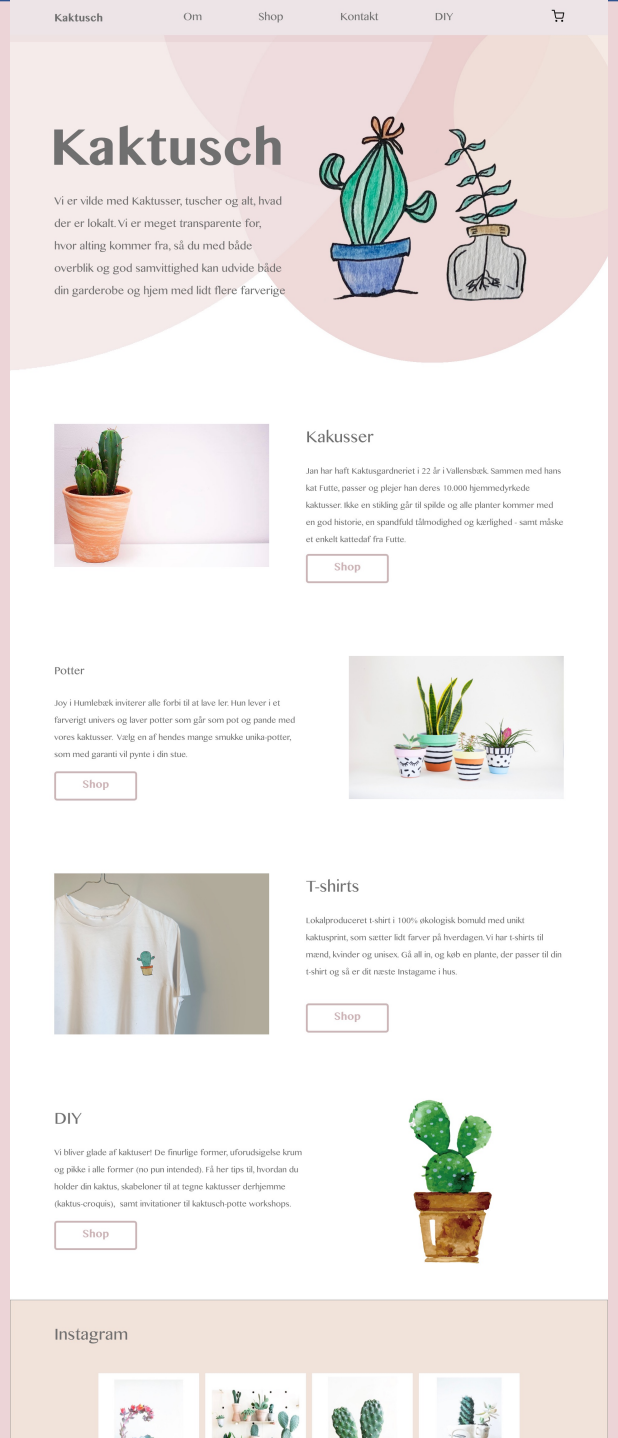 Kaktusch
Om
Shop
Kontakt
DIY
Kaktusch
Vi er vilde med Kaktusser, tuscher og alt, hvad
der er lokalt. Vi er meget transparente for,
hvor alting kommer fra, så du med både
overblik og god samvittighed kan udvide både
din garderobe og hjem med lidt flere farverige
Kakusser
Jan har haft Kaktusgardneriet i 22 år i Vallensbæk. Sammen med hans
kat Futte, passer og plejer han deres 10.000 hjemmedyrkede
kaktusser. Ikke en stikling går til spilde og alle planter kommer med
en god historie, en spandfuld tålmodighed og kærlighed - samt måske
et enkelt kattedaf fra Futte.
Shop
Potter
Joy i Humlebæk inviterer alle forbi til at lave ler. Hun lever i et
farverigt univers og laver potter som går som pot og pande med
vores kaktusser. Vælg en af hendes mange smukke unika-potter,
som med garanti vil pynte i din stue.
Shop
T-shirts
Lokalproduceret t-shirt i 100% økologisk bomuld med unikt
kaktusprint, som sætter lidt farver på hverdagen. Vi har t-shirts til
mænd, kvinder og unisex. Gå all in, og køb en plante, der passer til din
t-shirt og så er dit næste Instagame i hus.
Shop
DIY
Vi bliver glade af kaktuser! De finurlige former, uforudsigelse krum
og pikke i alle former (no pun intended). Få her tips til, hvordan du
holder din kaktus, skabeloner til at tegne kaktusser derhjemme
(kaktus-croquis), samt invitationer til kaktusch-potte workshops.
Shop
Instagram